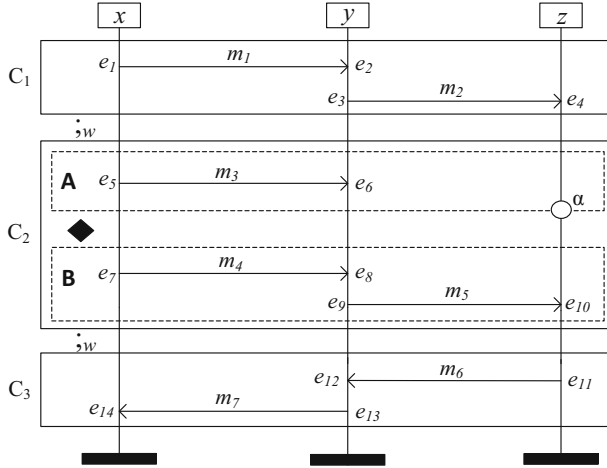 x y z
C1
e1 m1 e2
e3 m2 e4
;w
A e5 m3 e6
α
C2
B e7 m4 e8
e9 m5 e10
;w
C3
e12 m6 e11
e14 m7 e13